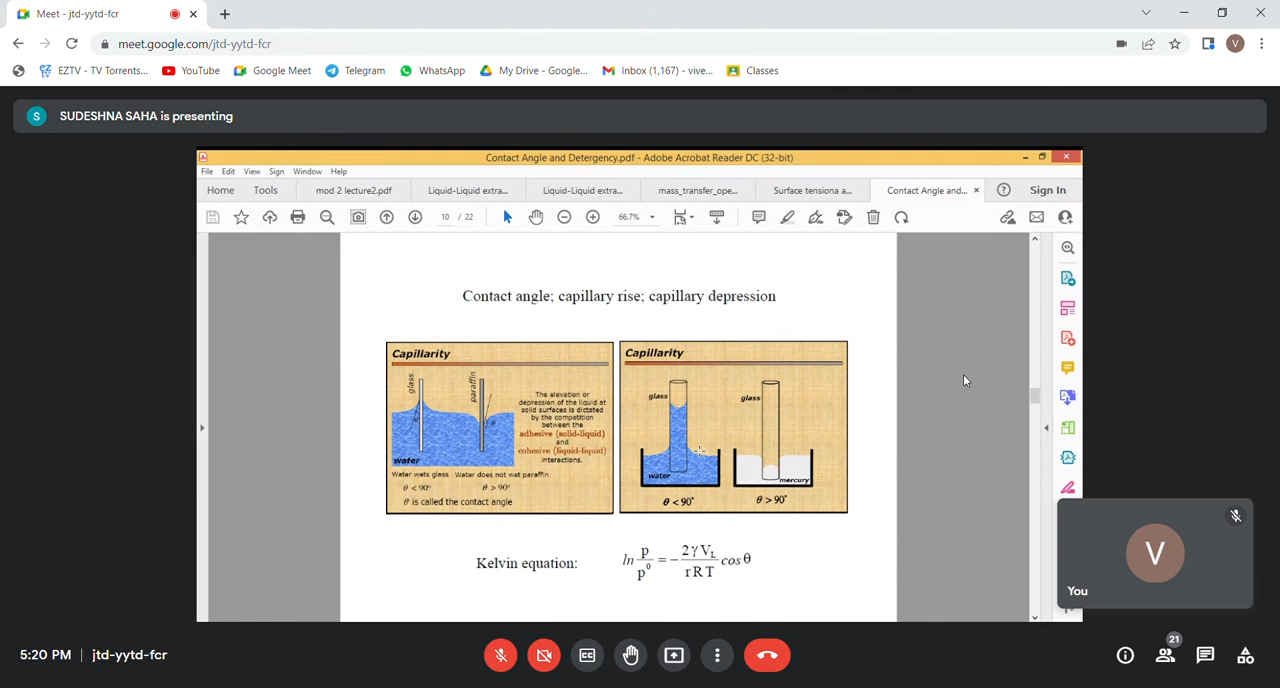 Meet - jtd-yytd-fcr
meet.google.com/jtd-yytd-fcr
V
EZTV - TV Torrents...
YouTube
Google Meet
Telegram
WhatsApp
My Drive - Google...
Inbox (1,167) - vive...
Classes
S
SUDESHNA SAHA is presenting
Contact Angle and Detergency.pdf - Adobe Acrobat Reader DC (32-bit)
File Edit View Sign Window Help
Home Tools mod 2 lecture2.pdf Liquid-Liquid extra... Liquid-Liquid extra... mass_transfer_ope... Surface tensiona a... Contact Angle and... Sign In
10 / 22 66.7%
Contact angle; capillary rise; capillary depression
Capillarity
glass
paraffin
The elevation or
depression of the liquid at
solid surfaces is dictated
by the competition
between the
adhesive (solid-liquid)
and
cohesive (liquid-liquid)
interactions.
θ
θ
water
Water wets glass Water does not wet paraffin
θ < 90° θ > 90°
θ is called the contact angle
Capillarity
glass
glass
water
mercury
θ < 90°
θ > 90°
Kelvin equation: ln p/p⁰ = - 2γV_L/rRT cosθ
V
You
5:20 PM | jtd-yytd-fcr
21